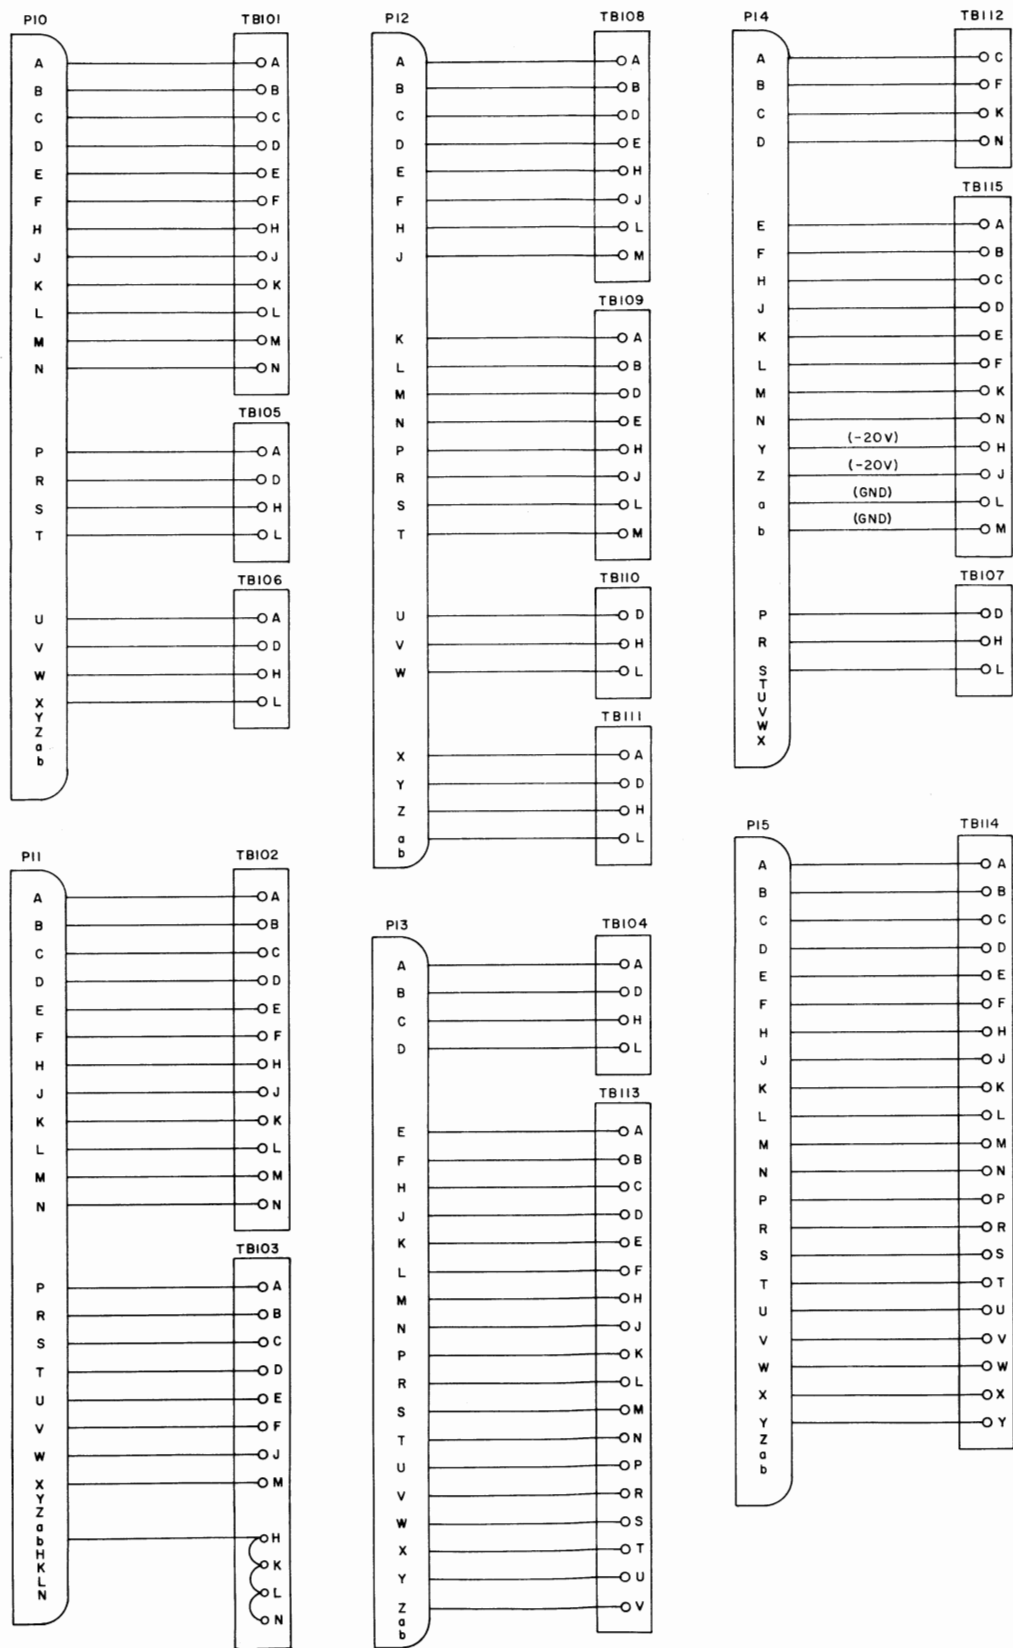 P10 TB101
A A
B B
C C
D D
E E
F F
H H
J J
K K
L L
M M
N N
TB105
P A
R D
S H
T L
TB106
U A
V D
W H
X L
Y
Z
a
b
P11 TB102
A A
B B
C C
D D
E E
F F
H H
J J
K K
L L
M M
N N
TB103
P A
R B
S C
T D
U E
V F
W J
X M
Y
Z
a
b H
H
K K
L L
N N
P12 TB108
A A
B B
C D
D E
E H
F J
H L
J M
TB109
K A
L B
M D
N E
P H
R J
S L
T M
TB110
U D
V H
W L
TB111
X A
Y D
Z H
a L
b
P13 TB104
A A
B D
C H
D L
TB113
E A
F B
H C
J D
K E
L F
M H
N J
P K
R L
S M
T N
U P
V R
W S
X T
Y U
Z V
a
b
P14 TB112
A C
B F
C K
D N
TB115
E A
F B
H C
J D
K E
L F
M K
N N
Y (-20V) H
Z (-20V) J
a (GND) L
b (GND) M
TB107
P D
R H
S L
T
U
V
W
X
P15 TB114
A A
B B
C C
D D
E E
F F
H H
J J
K K
L L
M M
N N
P P
R R
S S
T T
U U
V V
W W
X X
Y Y
Z
a
b